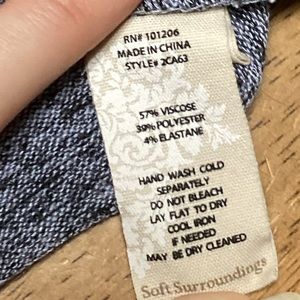 RN# 101206
MADE IN CHINA
STYLE# 2CA63
57% VISCOSE
39% POLYESTER
4% ELASTANE
HAND WASH COLD
SEPARATELY
DO NOT BLEACH
LAY FLAT TO DRY
COOL IRON
IF NEEDED
MAY BE DRY CLEANED
Soft Surroundings